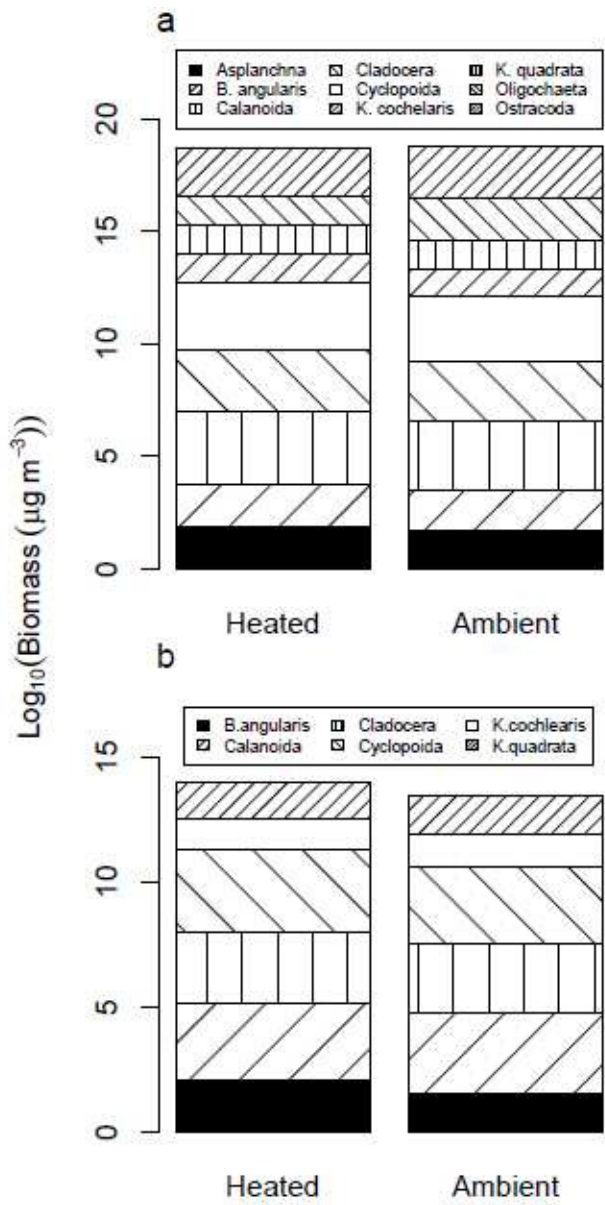 a
Asplanchna Cladocera K. quadrata
B. angularis Cyclopoida Oligochaeta
Calanoida K. cochelaris Ostracoda
20
15
10
5
0
Heated Ambient
Log10(Biomass (μg m−3))
b
B.angularis Cladocera K.cochlearis
Calanoida Cyclopoida K.quadrata
15
10
5
0
Heated Ambient